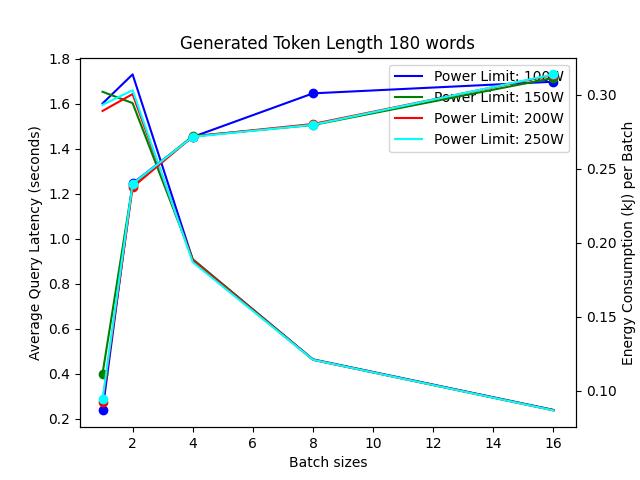 Generated Token Length 180 words
Average Query Latency (seconds)
1.8
1.6
1.4
1.2
1.0
0.8
0.6
0.4
0.2
Power Limit: 100W
Power Limit: 150W
Power Limit: 200W
Power Limit: 250W
0.30
0.25
0.20
0.15
0.10
Energy Consumption (kJ) per Batch
2 4 6 8 10 12 14 16
Batch sizes